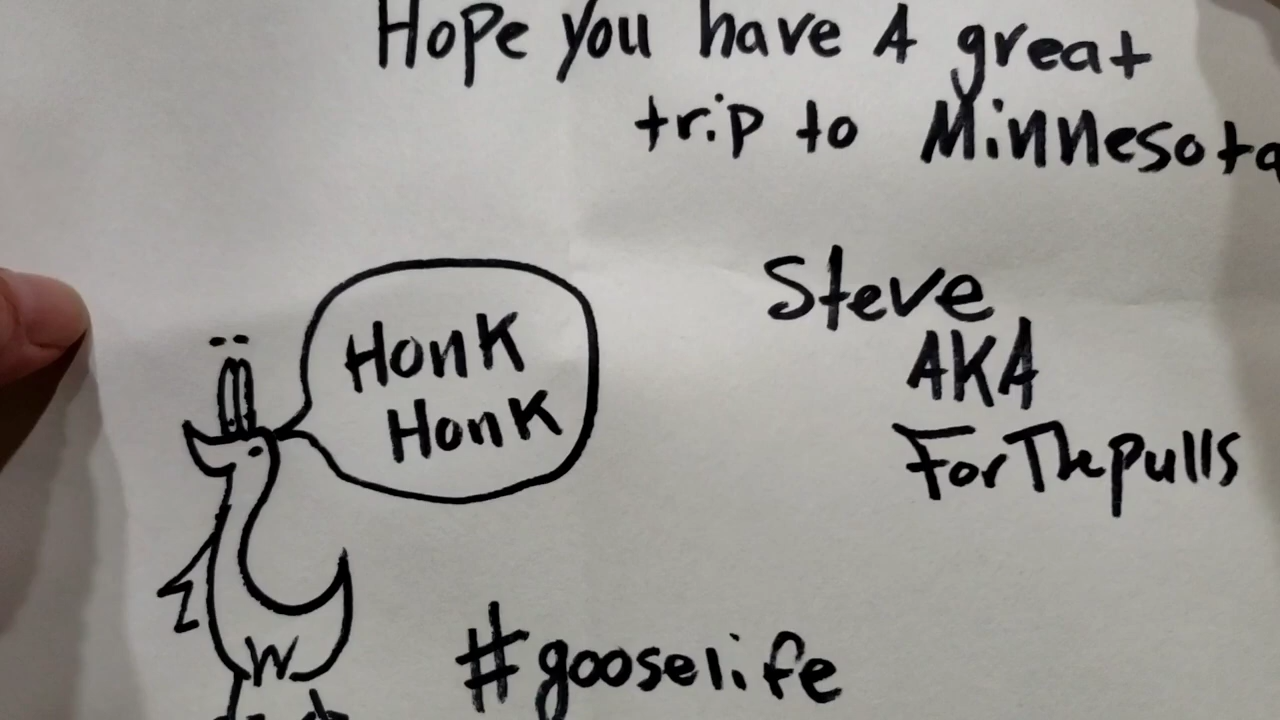 Hope you have A great
trip to Minnesota
Steve
AKA
ForThepulls
Honk
Honk
#gooselife